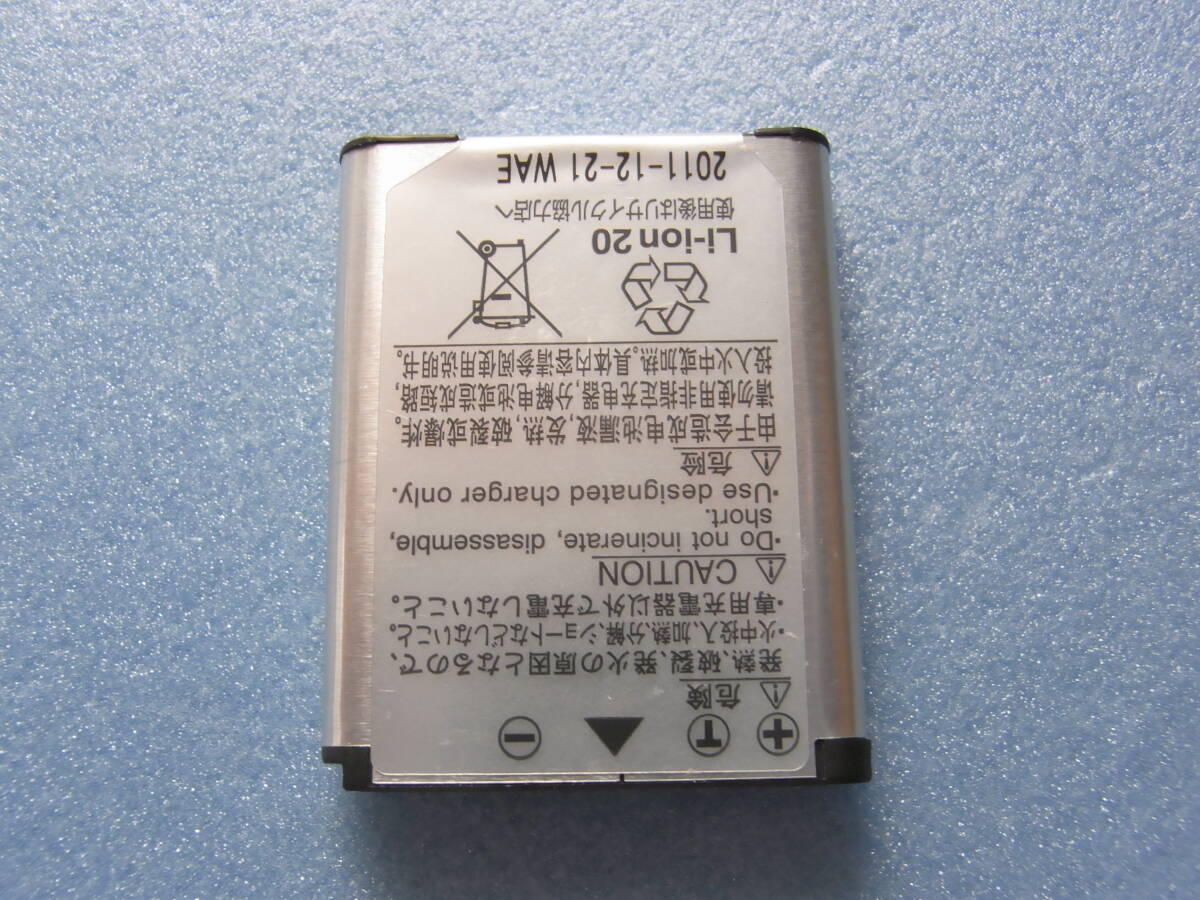 + T −
危険
発熱、破裂、発火の原因となるので、
・火中投入、加熱、分解、ショートなどしないこと。
・専用充電器以外で充電しないこと。
CAUTION
・Do not incinerate, disassemble,
short.
・Use designated charger only.
危险
由于会造成电池漏液,发热,破裂或爆炸。
请勿使用非指定充电器,分解电池或造成短路,
投入火中或加热。具体内容请参阅使用说明书。
Li-ion 20
使用後はリサイクル協力店へ
2011-12-21 WAE